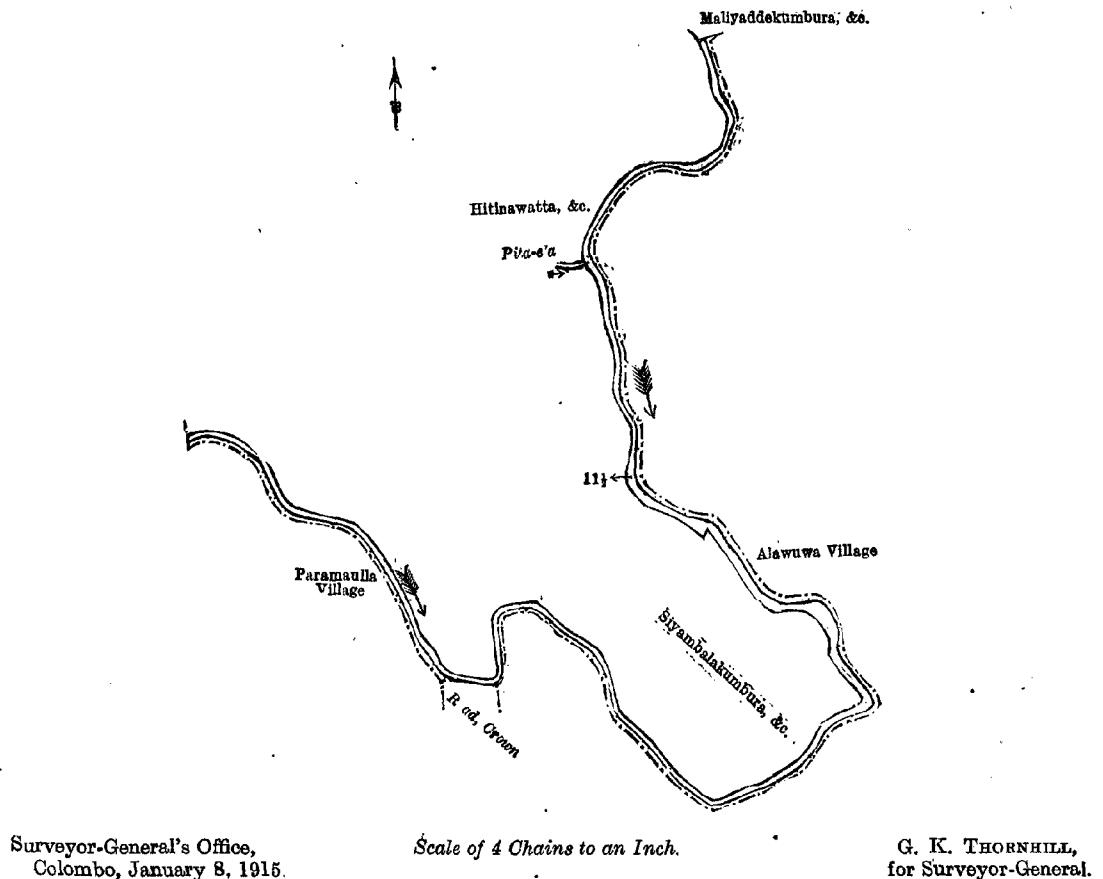 Maliyaddekumbura, &c.
Hitinawatta, &c.
Pita-e'a
11½
Alawuwa Village
Paramaulla
Village
Siyambalakumbura, &c.
R ad, Crown
Surveyor-General's Office,
Colombo, January 8, 1915.
Scale of 4 Chains to an Inch.
G. K. THORNHILL,
for Surveyor-General.